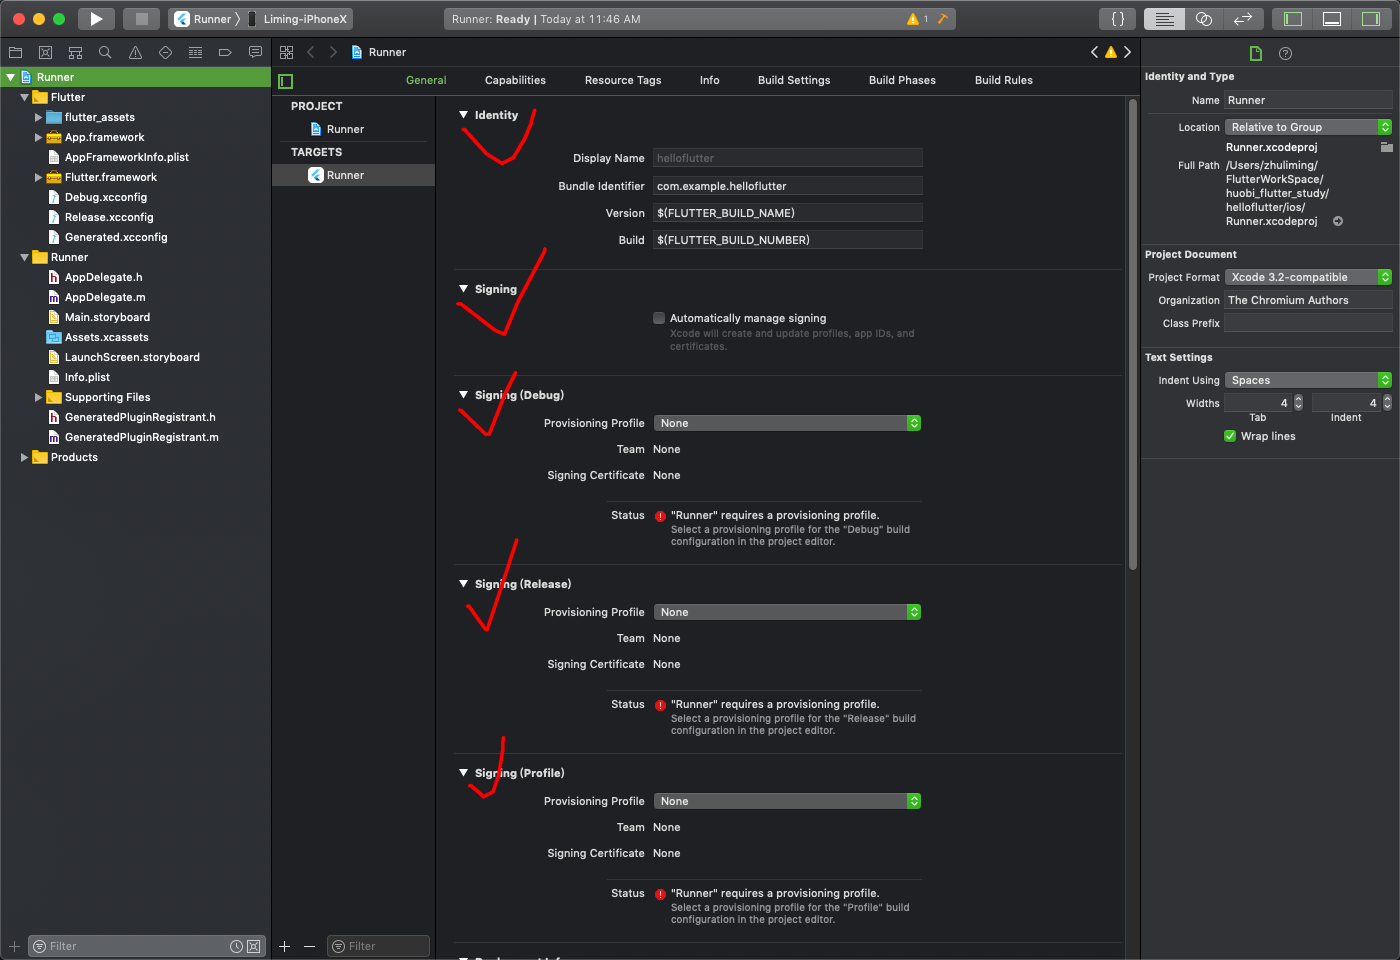 Runner
Liming-iPhoneX
Runner: Ready | Today at 11:46 AM
1
{}
Runner
Flutter
flutter_assets
App.framework
AppFrameworkInfo.plist
Flutter.framework
Debug.xcconfig
Release.xcconfig
Generated.xcconfig
Runner
AppDelegate.h
AppDelegate.m
Main.storyboard
Assets.xcassets
LaunchScreen.storyboard
Info.plist
Supporting Files
GeneratedPluginRegistrant.h
GeneratedPluginRegistrant.m
Products
Filter
Runner
General Capabilities Resource Tags Info Build Settings Build Phases Build Rules
PROJECT
Runner
TARGETS
Runner
Filter
Identity
Display Name helloflutter
Bundle Identifier com.example.helloflutter
Version $(FLUTTER_BUILD_NAME)
Build $(FLUTTER_BUILD_NUMBER)
Signing
Automatically manage signing
Xcode will create and update profiles, app IDs, and
certificates.
Signing (Debug)
Provisioning Profile None
Team None
Signing Certificate None
Status "Runner" requires a provisioning profile.
Select a provisioning profile for the "Debug" build
configuration in the project editor.
Signing (Release)
Provisioning Profile None
Team None
Signing Certificate None
Status "Runner" requires a provisioning profile.
Select a provisioning profile for the "Release" build
configuration in the project editor.
Signing (Profile)
Provisioning Profile None
Team None
Signing Certificate None
Status "Runner" requires a provisioning profile.
Select a provisioning profile for the "Profile" build
configuration in the project editor.
Identity and Type
Name Runner
Location Relative to Group
Runner.xcodeproj
Full Path /Users/zhuliming/
FlutterWorkSpace/
huobi_flutter_study/
helloflutter/ios/
Runner.xcodeproj
Project Document
Project Format Xcode 3.2-compatible
Organization The Chromium Authors
Class Prefix
Text Settings
Indent Using Spaces
Widths 4 4
Tab Indent
Wrap lines